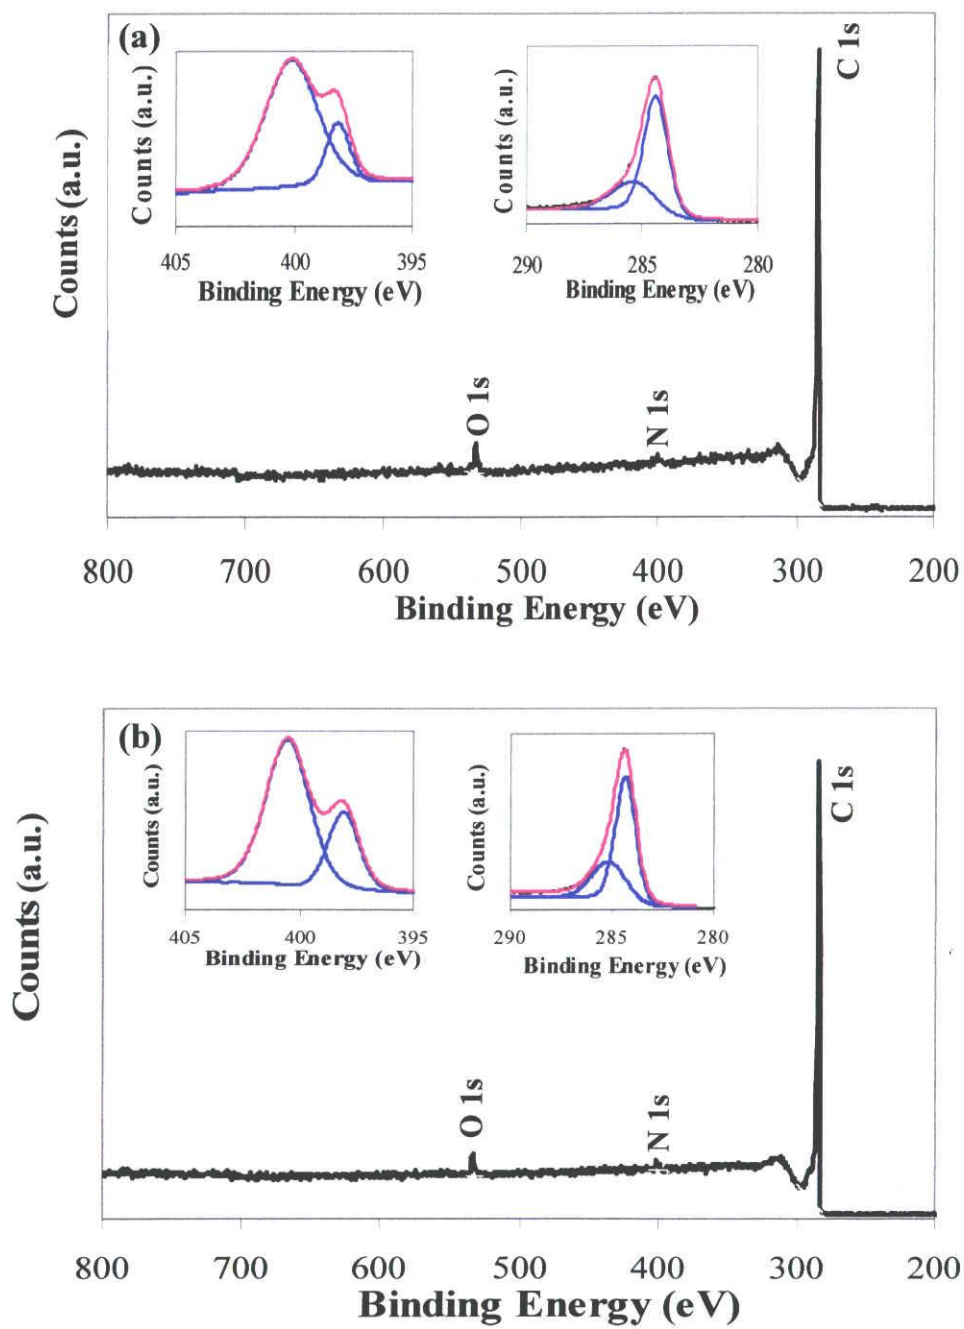 (a)
C 1s
Counts (a.u.)
Counts (a.u.)
405 400 395
Binding Energy (eV)
Counts (a.u.)
290 285 280
Binding Energy (eV)
O 1s
N 1s
800 700 600 500 400 300 200
Binding Energy (eV)
(b)
C 1s
Counts (a.u.)
Counts (a.u.)
405 400 395
Binding Energy (eV)
Counts (a.u.)
290 285 280
Binding Energy (eV)
O 1s
N 1s
800 700 600 500 400 300 200
Binding Energy (eV)